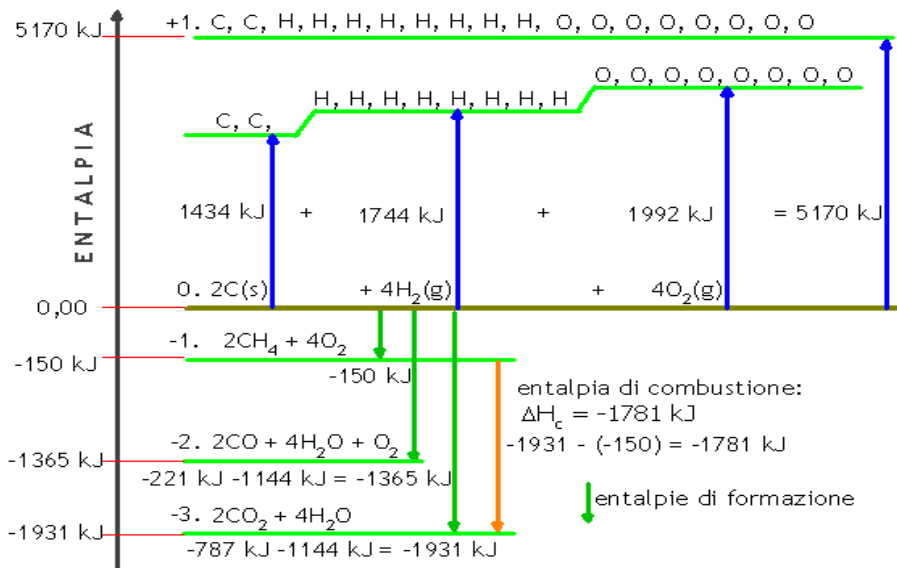 5170 kJ
+1. C, C, H, H, H, H, H, H, H, H, O, O, O, O, O, O, O, O
C, C,
H, H, H, H, H, H, H, H
O, O, O, O, O, O, O, O
ENTALPIA
1434 kJ + 1744 kJ + 1992 kJ = 5170 kJ
0. 2C(s) + 4H₂(g) + 4O₂(g)
0,00
-1. 2CH₄ + 4O₂
-150 kJ
-150 kJ
entalpia di combustione:
ΔH꜀ = -1781 kJ
-1931 - (-150) = -1781 kJ
-2. 2CO + 4H₂O + O₂
-1365 kJ
-221 kJ -1144 kJ = -1365 kJ
entalpie di formazione
-3. 2CO₂ + 4H₂O
-1931 kJ
-787 kJ -1144 kJ = -1931 kJ